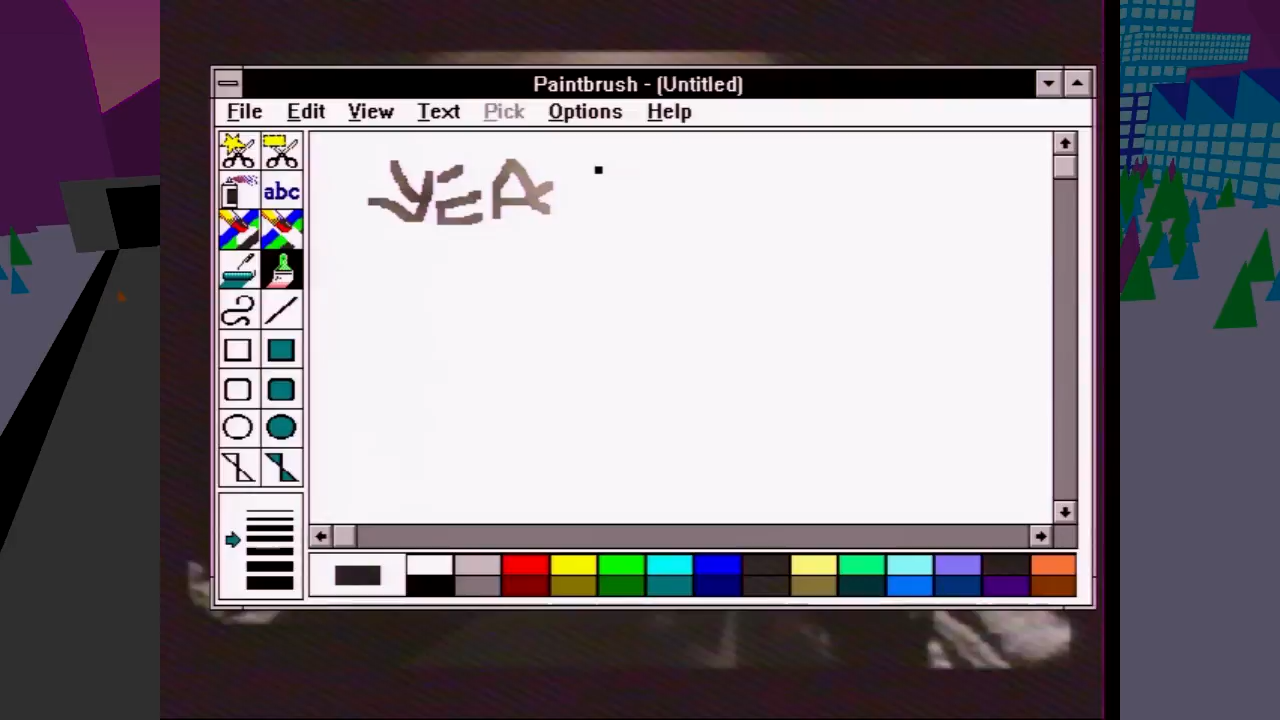 Paintbrush - (Untitled)
File Edit View Text Pick Options Help
abc
YEA